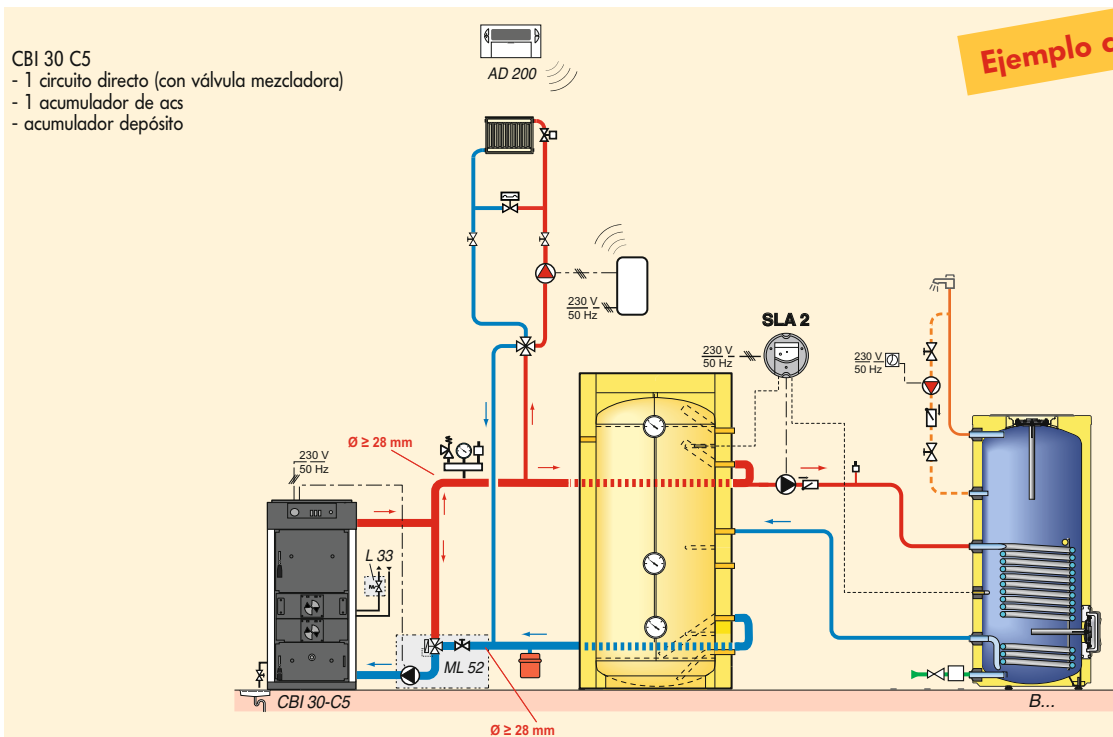 CBI 30 C5
- 1 circuito directo (con válvula mezcladora)
- 1 acumulador de acs
- acumulador depósito
AD 200
Ejemplo
230 V
50 Hz
SLA 2
230 V
50 Hz
230 V
50 Hz
Ø ≥ 28 mm
230 V
50 Hz
L 33
ML 52
CBI 30-C5
B...
Ø ≥ 28 mm